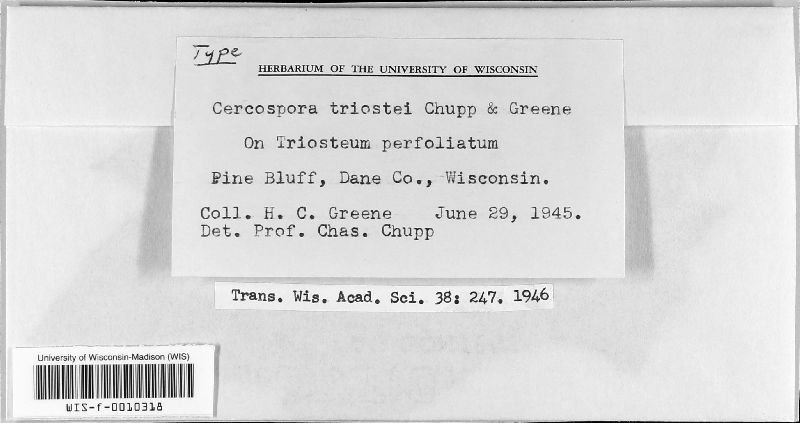 Type
HERBARIUM OF THE UNIVERSITY OF WISCONSIN
Cercospora triostei Chupp & Greene
On Triosteum perfoliatum
Pine Bluff, Dane Co., Wisconsin.
Coll. H. C. Greene June 29, 1945.
Det. Prof. Chas. Chupp
Trans. Wis. Acad. Sci. 38: 247. 1946
University of Wisconsin-Madison (WIS)
WIS-f-0010318